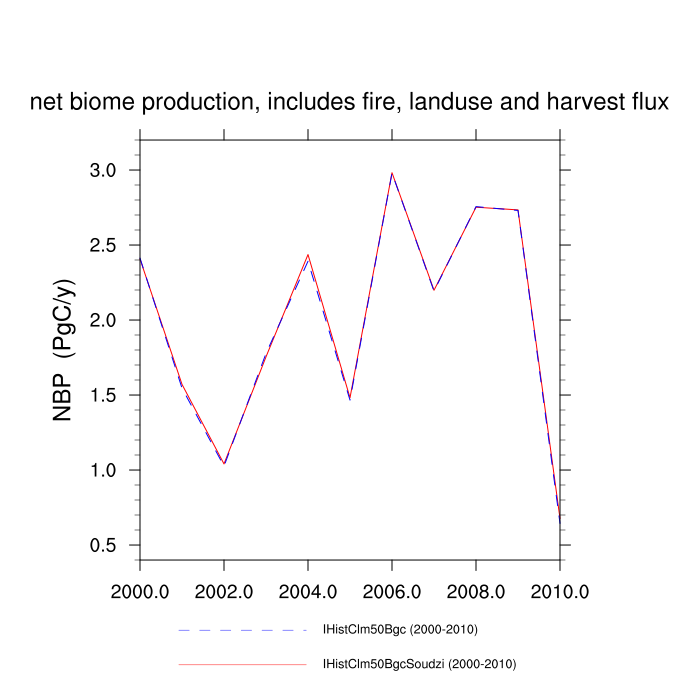 net biome production, includes fire, landuse and harvest flux
3.0
2.5
2.0
1.5
1.0
0.5
NBP (PgC/y)
2000.0 2002.0 2004.0 2006.0 2008.0 2010.0
IHistClm50Bgc (2000-2010)
IHistClm50BgcSoudzi (2000-2010)